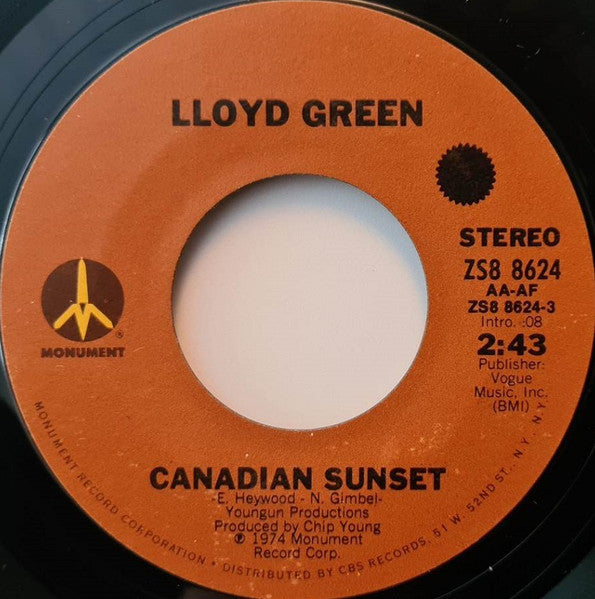 LLOYD GREEN
STEREO
ZS8 8624
AA-AF
ZS8 8624-3
Intro. :08
2:43
Publisher:
Vogue
Music, Inc.
(BMI)
®
MONUMENT
CANADIAN SUNSET
-E. Heywood - N. Gimbel-
Youngun Productions
Produced by Chip Young
℗ 1974 Monument
Record Corp.
MONUMENT RECORD CORPORATION DISTRIBUTED BY CBS RECORDS, 51 W. 52ND ST., N.Y., N.Y.